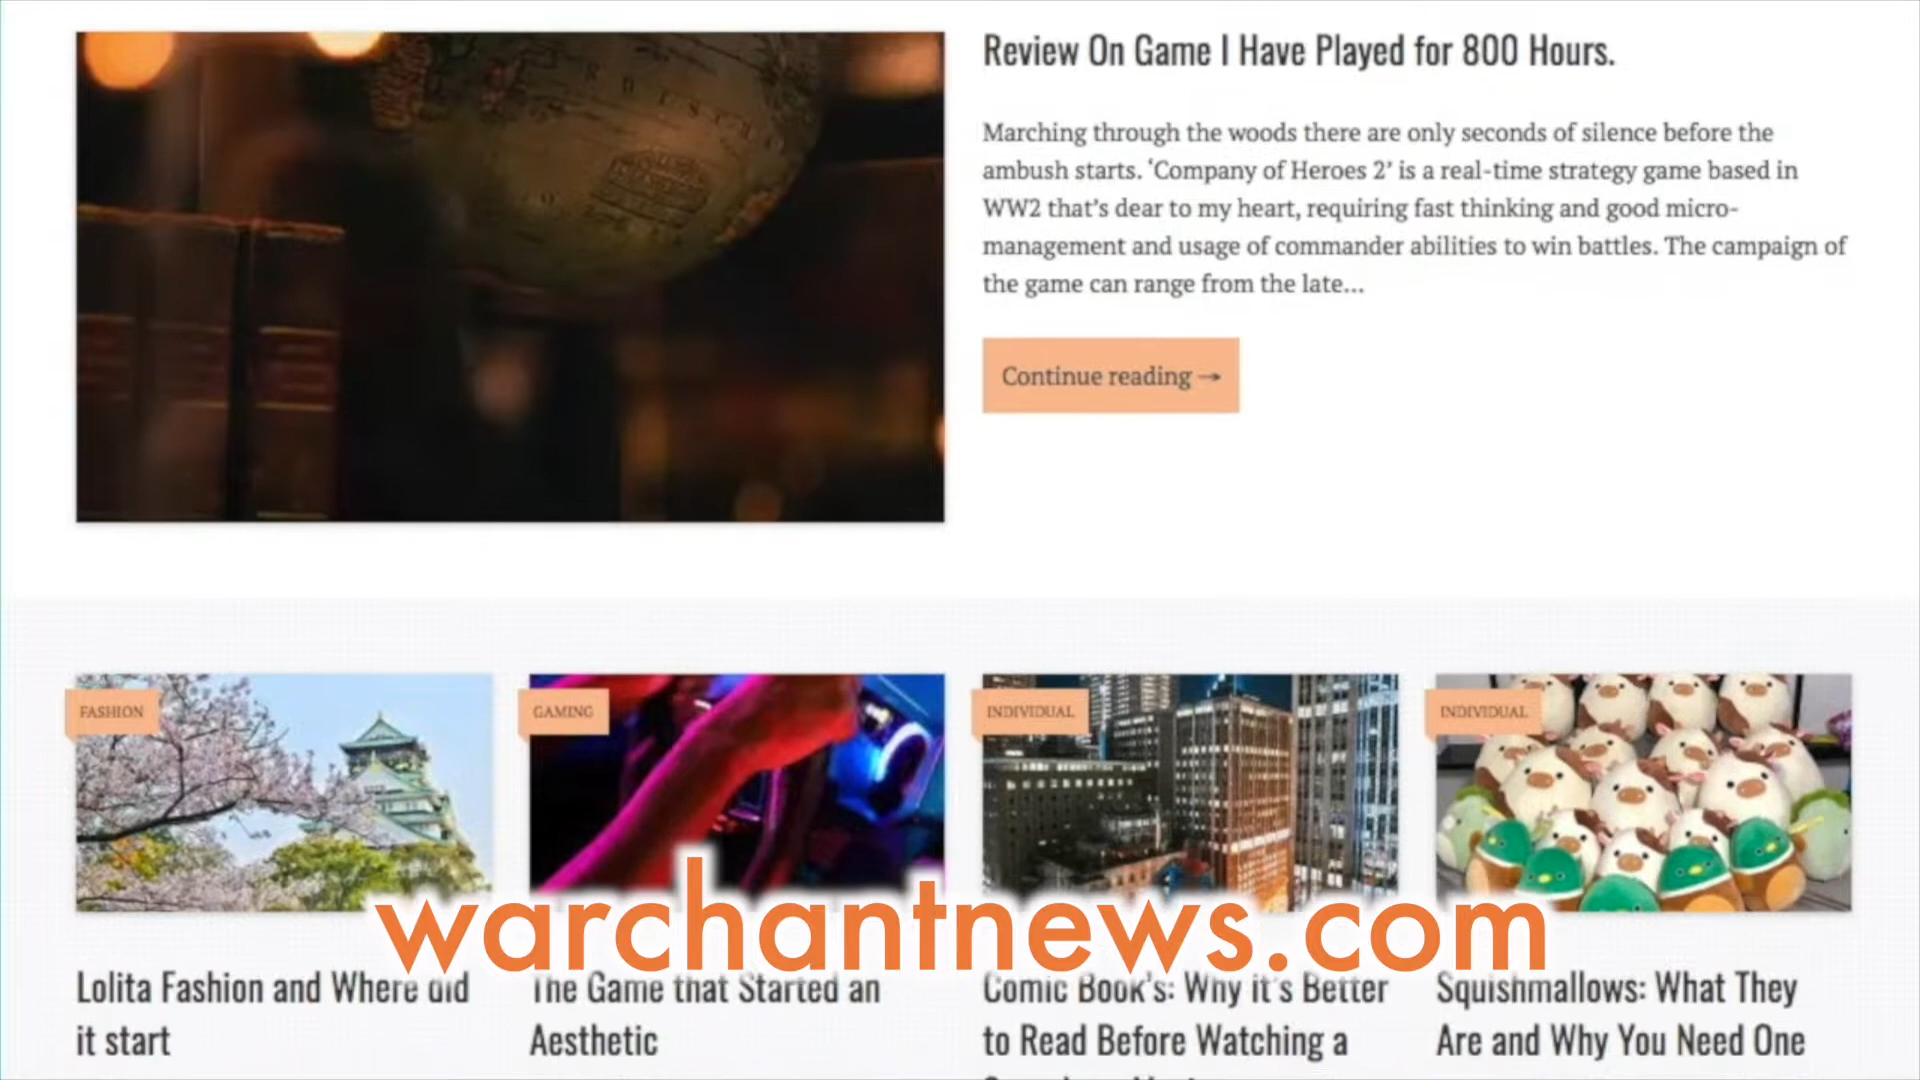 Review On Game I Have Played for 800 Hours.
Marching through the woods there are only seconds of silence before the
ambush starts. ‘Company of Heroes 2’ is a real-time strategy game based in
WW2 that’s dear to my heart, requiring fast thinking and good micro-
management and usage of commander abilities to win battles. The campaign of
the game can range from the late...
Continue reading →
FASHION
GAMING
INDIVIDUAL
INDIVIDUAL
warchantnews.com
Lolita Fashion and Where did
it start
The Game that Started an
Aesthetic
Comic Book’s: Why it’s Better
to Read Before Watching a
Squishmallows: What They
Are and Why You Need One